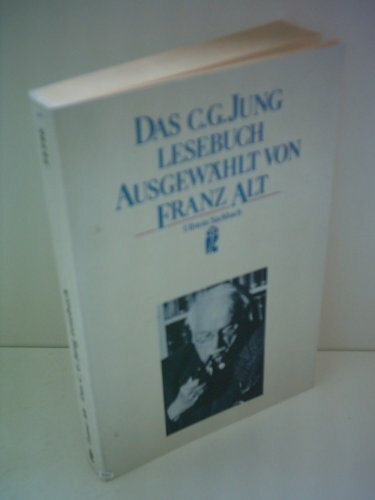 DAS C.G. JUNG
LESEBUCH
AUSGEWÄHLT VON
FRANZ ALT
Ullstein Sachbuch